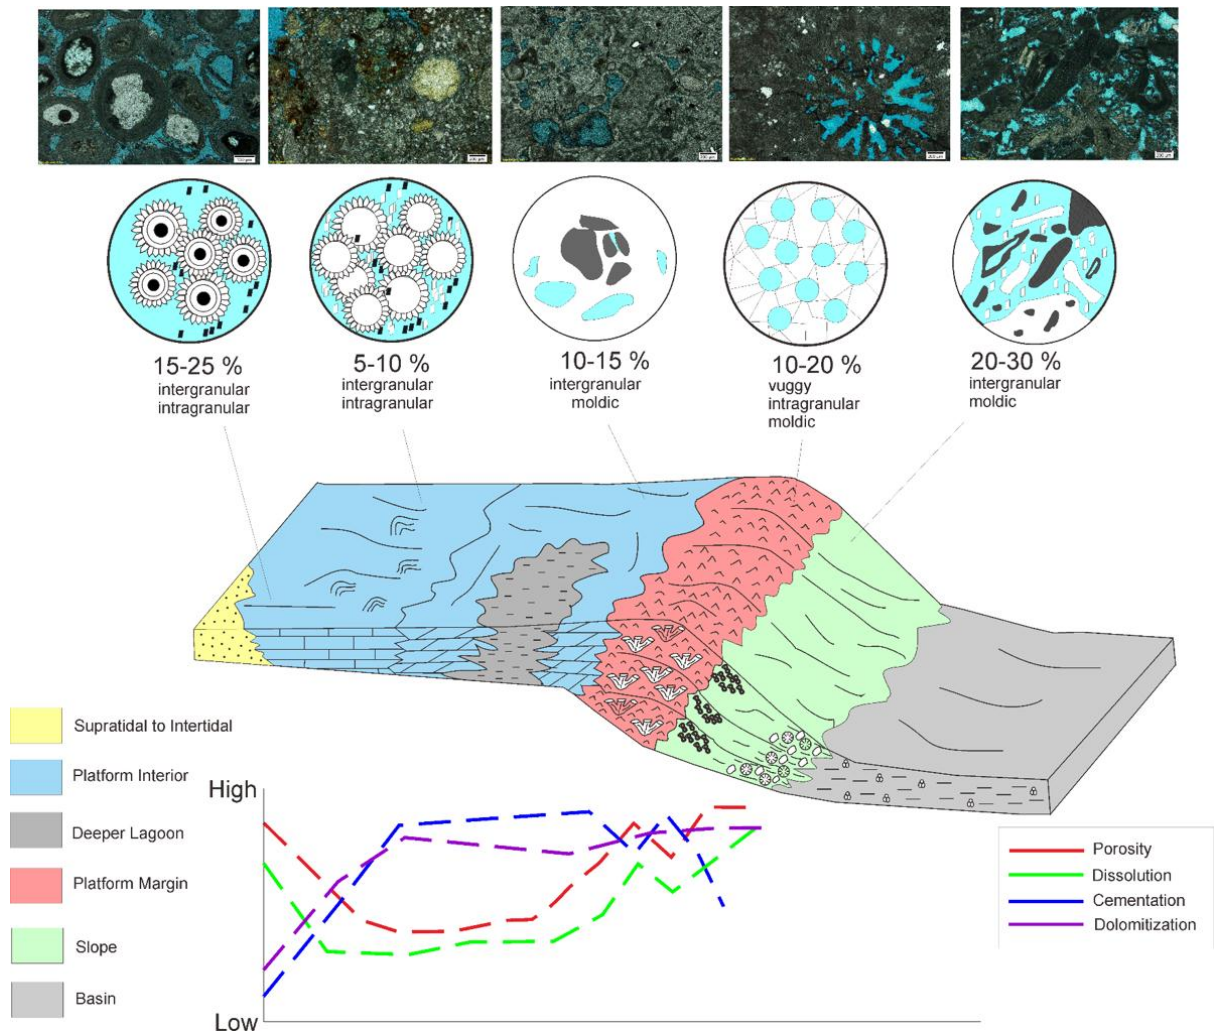 15-25 %
intergranular
intragranular
5-10 %
intergranular
intragranular
10-15 %
intergranular
moldic
10-20 %
vuggy
intragranular
moldic
20-30 %
intergranular
moldic
Supratidal to Intertidal
Platform Interior
Deeper Lagoon
Platform Margin
Slope
Basin
High
Low
Porosity
Dissolution
Cementation
Dolomitization